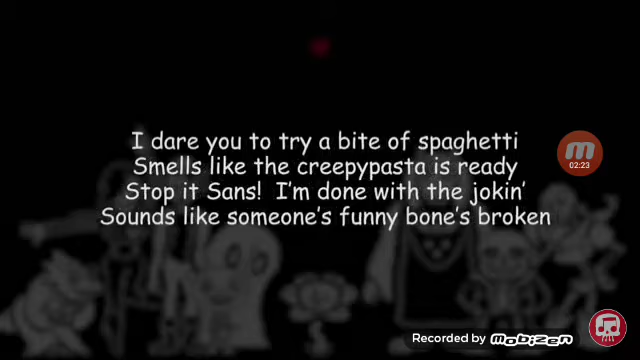 I dare you to try a bite of spaghetti
Smells like the creepypasta is ready
Stop it Sans!  I'm done with the jokin'
Sounds like someone's funny bone's broken
02:23
Recorded by mobizen